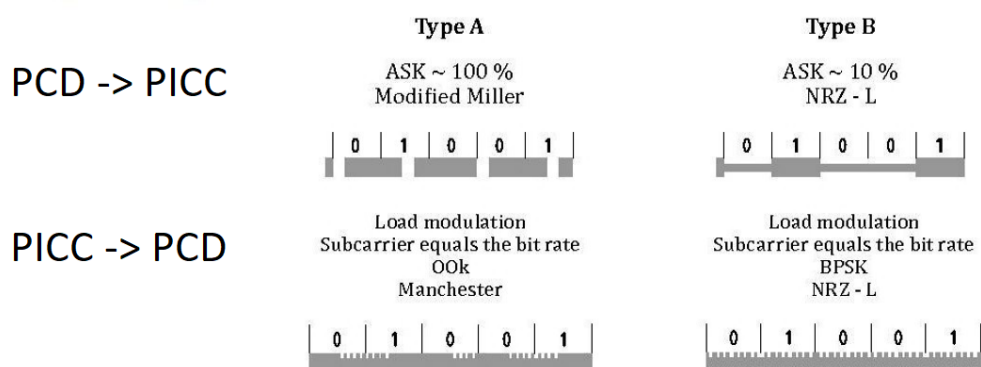 Type A
Type B
PCD -> PICC
ASK ~ 100 %
Modified Miller
ASK ~ 10 %
NRZ - L
0 1 0 0 1
0 1 0 0 1
PICC -> PCD
Load modulation
Subcarrier equals the bit rate
OOk
Manchester
Load modulation
Subcarrier equals the bit rate
BPSK
NRZ - L
0 1 0 0 1
0 1 0 0 1